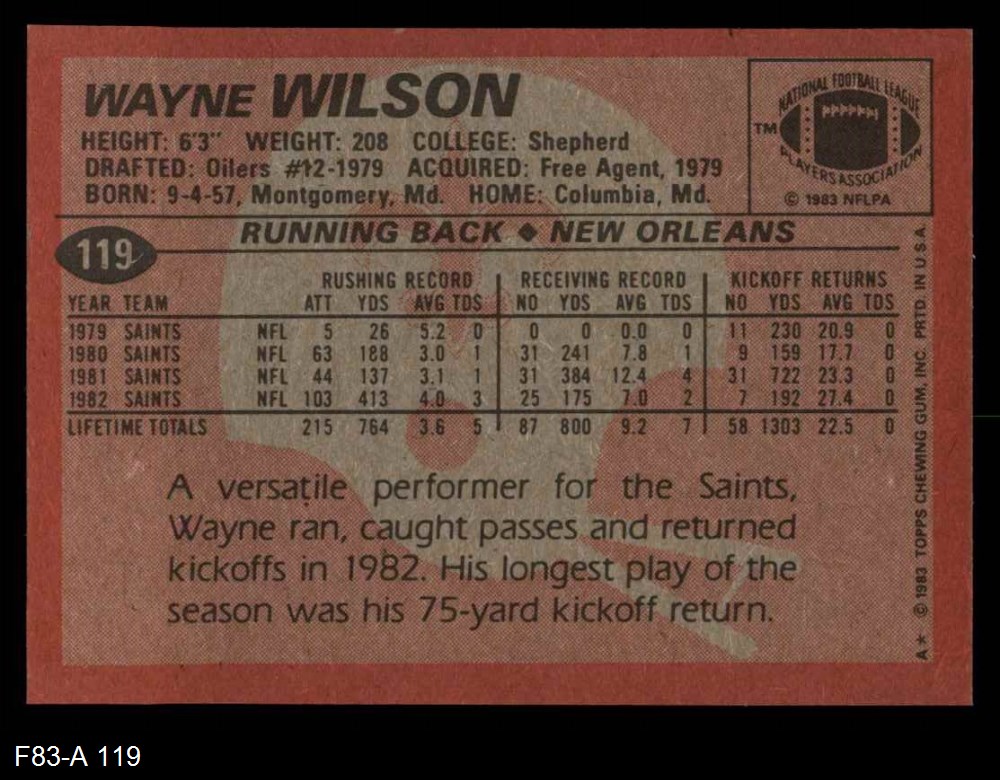 WAYNE WILSON
HEIGHT: 6'3" WEIGHT: 208 COLLEGE: Shepherd
DRAFTED: Oilers #12-1979 ACQUIRED: Free Agent, 1979
BORN: 9-4-57, Montgomery, Md. HOME: Columbia, Md.
NATIONAL FOOTBALL LEAGUE
TM
PLAYERS ASSOCIATION
© 1983 NFLPA
119
RUNNING BACK ◆ NEW ORLEANS
RUSHING RECORD RECEIVING RECORD KICKOFF RETURNS
YEAR TEAM ATT YDS AVG TDS NO YDS AVG TDS NO YDS AVG TDS
1979 SAINTS NFL 5 26 5.2 0 0 0 0.0 0 11 230 20.9 0
1980 SAINTS NFL 63 188 3.0 1 31 241 7.8 1 9 159 17.7 0
1981 SAINTS NFL 44 137 3.1 1 31 384 12.4 4 31 722 23.3 0
1982 SAINTS NFL 103 413 4.0 3 25 175 7.0 2 7 192 27.4 0
LIFETIME TOTALS 215 764 3.6 5 87 800 9.2 7 58 1303 22.5 0
A versatile performer for the Saints,
Wayne ran, caught passes and returned
kickoffs in 1982. His longest play of the
season was his 75-yard kickoff return.
A★ © 1983 TOPPS CHEWING GUM, INC. PRTD. IN U.S.A.
F83-A 119